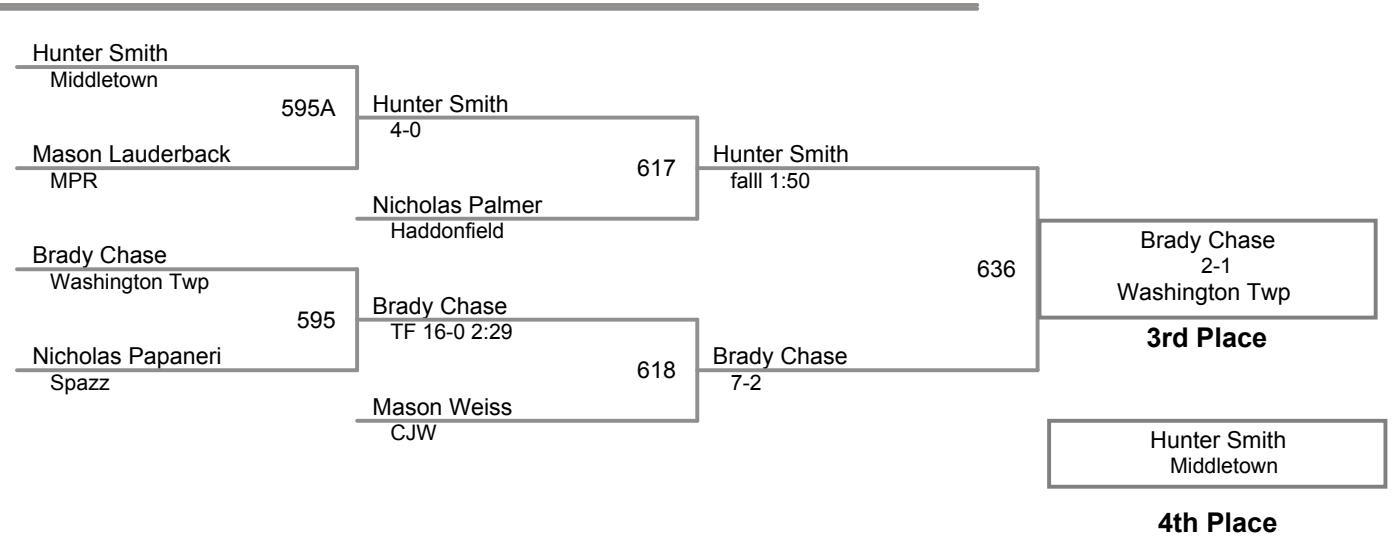 Hunter Smith
Middletown
595A
Hunter Smith
4-0
Mason Lauderback
MPR
617
Hunter Smith
falll 1:50
Nicholas Palmer
Haddonfield
Brady Chase
Washington Twp
636
Brady Chase
2-1
Washington Twp
595
Brady Chase
TF 16-0 2:29
3rd Place
Nicholas Papaneri
Spazz
618
Brady Chase
7-2
Mason Weiss
CJW
Hunter Smith
Middletown
4th Place